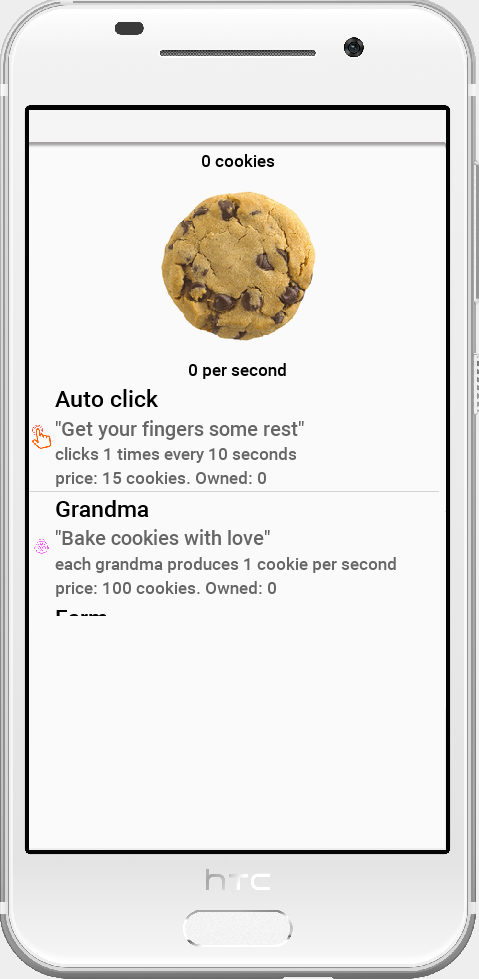 0 cookies
0 per second
Auto click
"Get your fingers some rest"
clicks 1 times every 10 seconds
price: 15 cookies. Owned: 0
Grandma
"Bake cookies with love"
each grandma produces 1 cookie per second
price: 100 cookies. Owned: 0
Farm
hTC